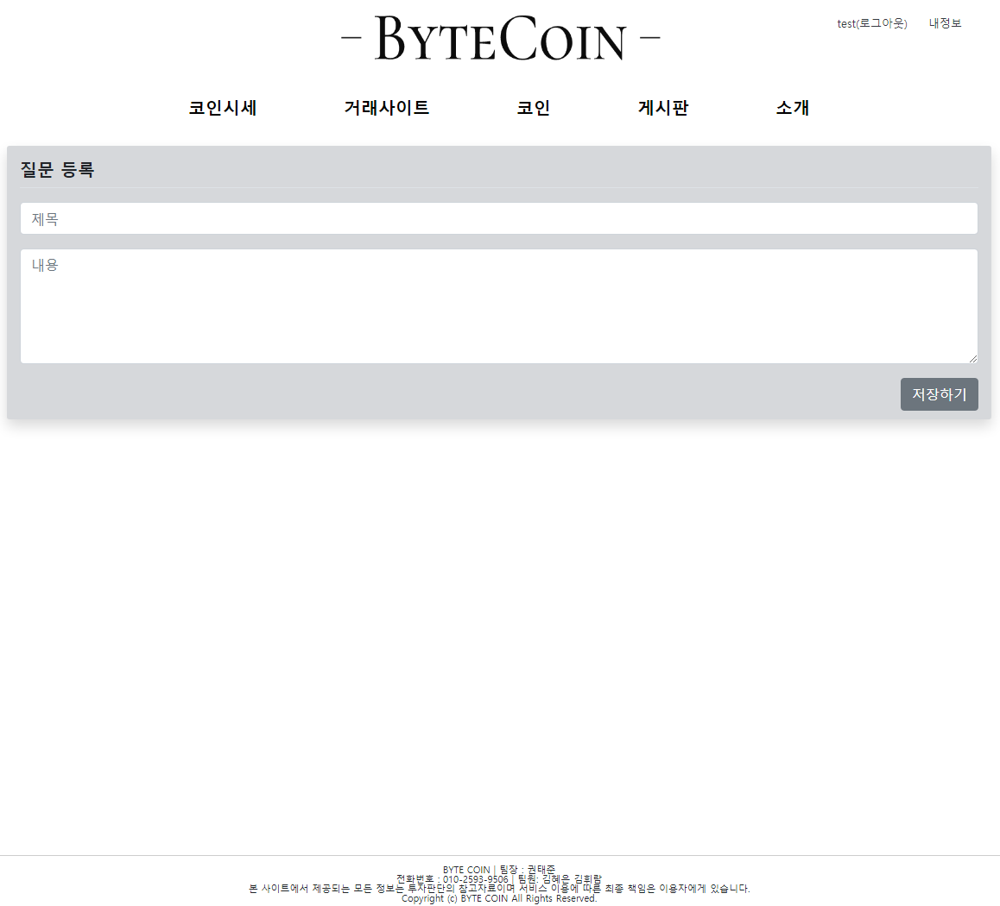 – BYTECOIN –
test(로그아웃) 내정보
코인시세 거래사이트 코인 게시판 소개
질문 등록
제목
내용
저장하기
BYTE COIN | 팀장 : 권태준
전화번호 : 010-2593-9506 | 팀원: 김혜은 김휘람
본 사이트에서 제공되는 모든 정보는 투자판단의 참고자료이며 서비스 이용에 따른 최종 책임은 이용자에게 있습니다.
Copyright (c) BYTE COIN All Rights Reserved.